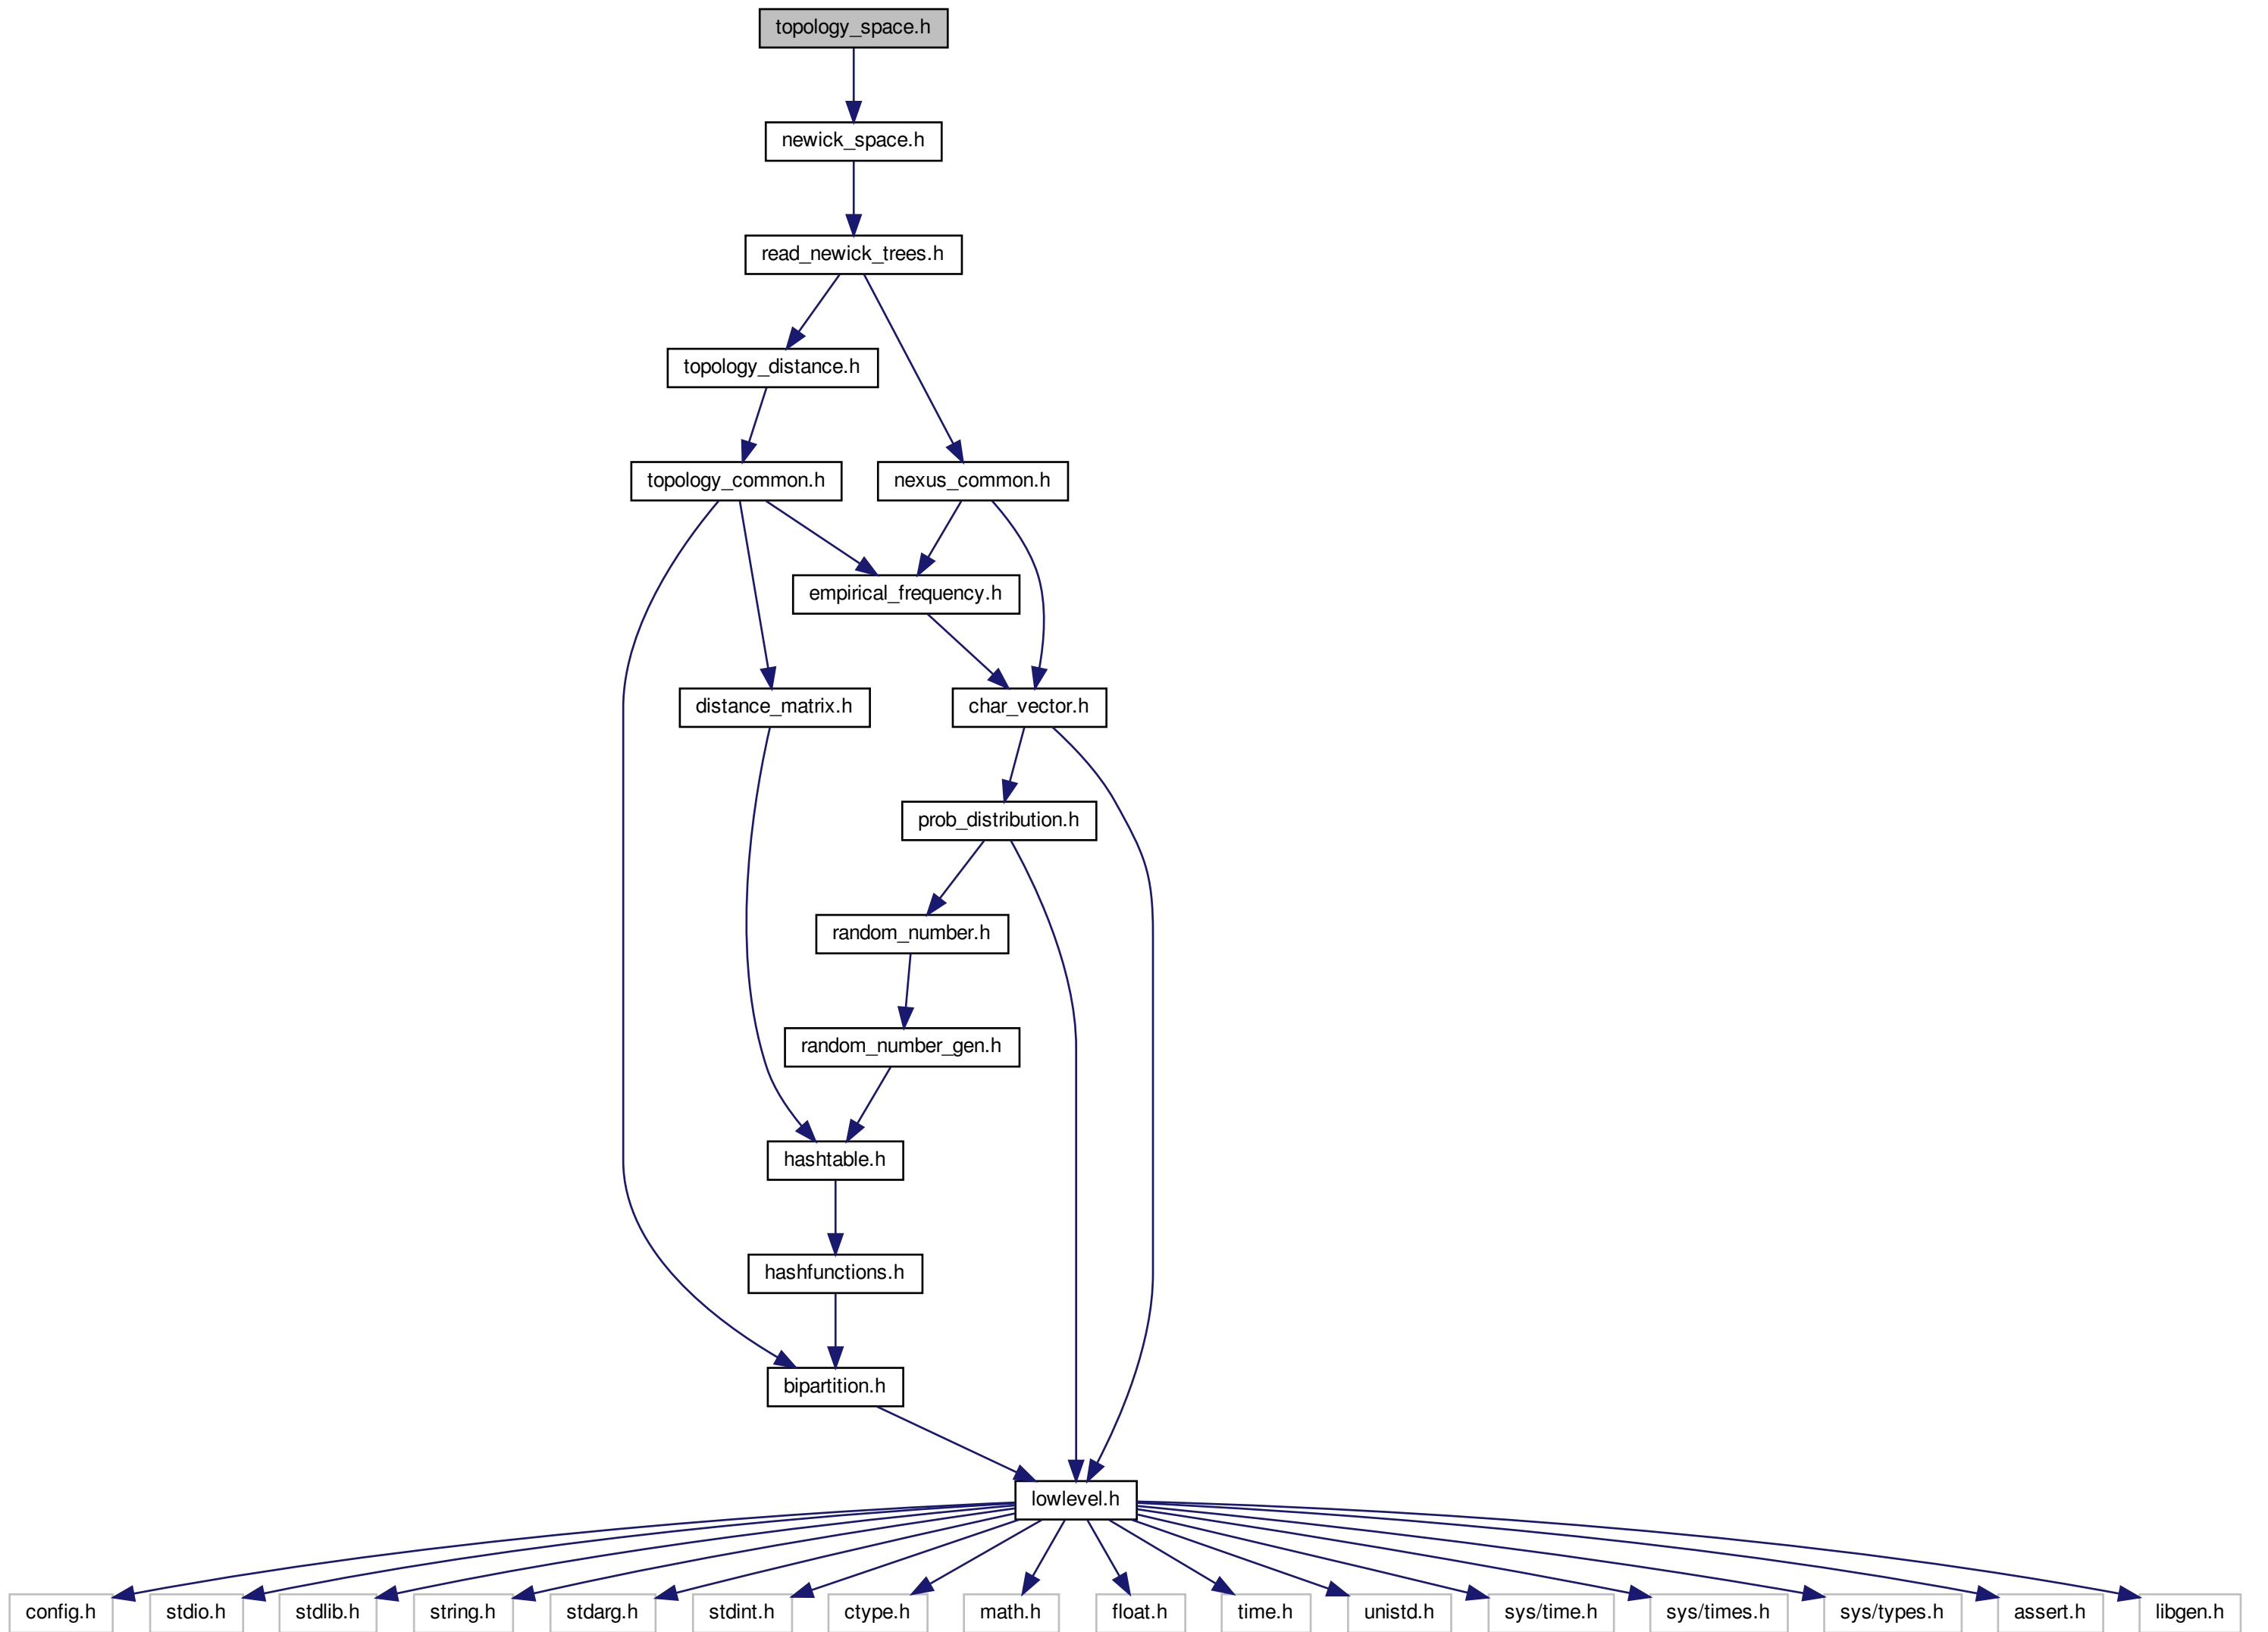 topology_space.h
newick_space.h
read_newick_trees.h
topology_distance.h
topology_common.h
nexus_common.h
empirical_frequency.h
distance_matrix.h
char_vector.h
prob_distribution.h
random_number.h
random_number_gen.h
hashtable.h
hashfunctions.h
bipartition.h
lowlevel.h
config.h
stdio.h
stdlib.h
string.h
stdarg.h
stdint.h
ctype.h
math.h
float.h
time.h
unistd.h
sys/time.h
sys/times.h
sys/types.h
assert.h
libgen.h